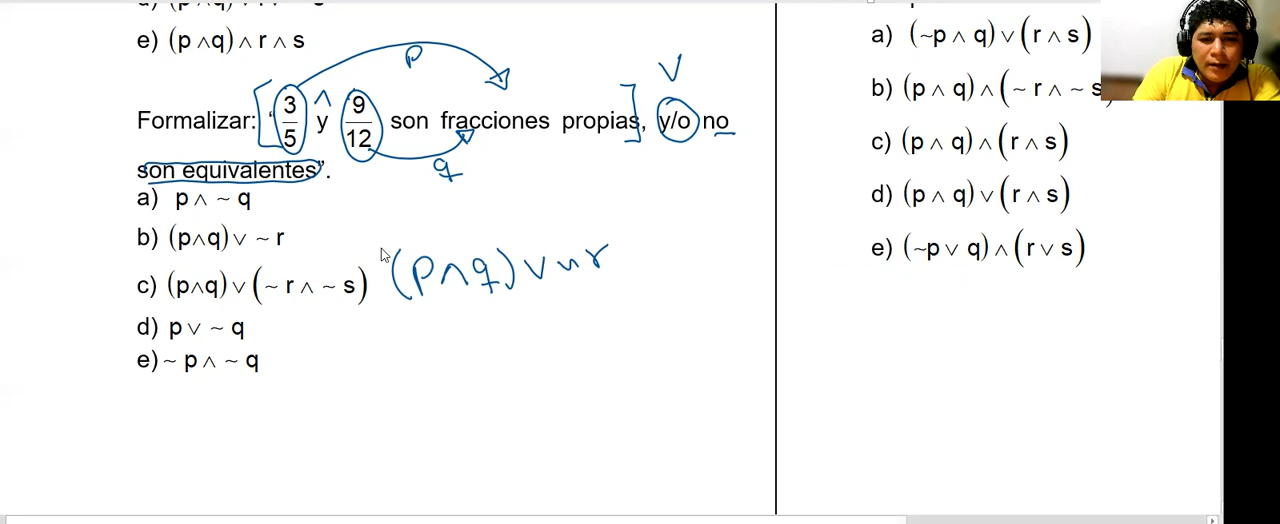 e) (p ∧q) ∧ r ∧ s
p
v
Formalizar: “3/5 y 9/12 son fracciones propias, y/o no
∧
q
son equivalentes”.
a) p ∧ ~ q
b) (p∧q) ∨ ~ r
(p∧q) ∨ ~r
c) (p∧q) ∨ (~ r ∧ ~ s)
d) p ∨ ~ q
e) ~ p ∧ ~ q
a) (~p ∧ q) ∨ (r ∧ s)
b) (p ∧ q) ∧ (~ r ∧ ~ s
c) (p ∧ q) ∧ (r ∧ s)
d) (p ∧ q) ∨ (r ∧ s)
e) (~p ∨ q) ∧ (r ∨ s)